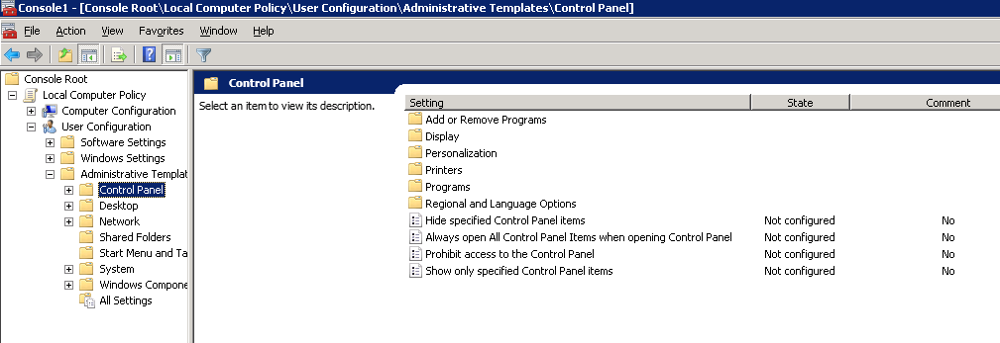 Console1 - [Console Root\Local Computer Policy\User Configuration\Administrative Templates\Control Panel]
File Action View Favorites Window Help
Console Root
Local Computer Policy
Computer Configuration
User Configuration
Software Settings
Windows Settings
Administrative Templat
Control Panel
Desktop
Network
Shared Folders
Start Menu and Ta
System
Windows Compone
All Settings
Control Panel
Select an item to view its description.
Setting State Comment
Add or Remove Programs
Display
Personalization
Printers
Programs
Regional and Language Options
Hide specified Control Panel items Not configured No
Always open All Control Panel Items when opening Control Panel Not configured No
Prohibit access to the Control Panel Not configured No
Show only specified Control Panel items Not configured No